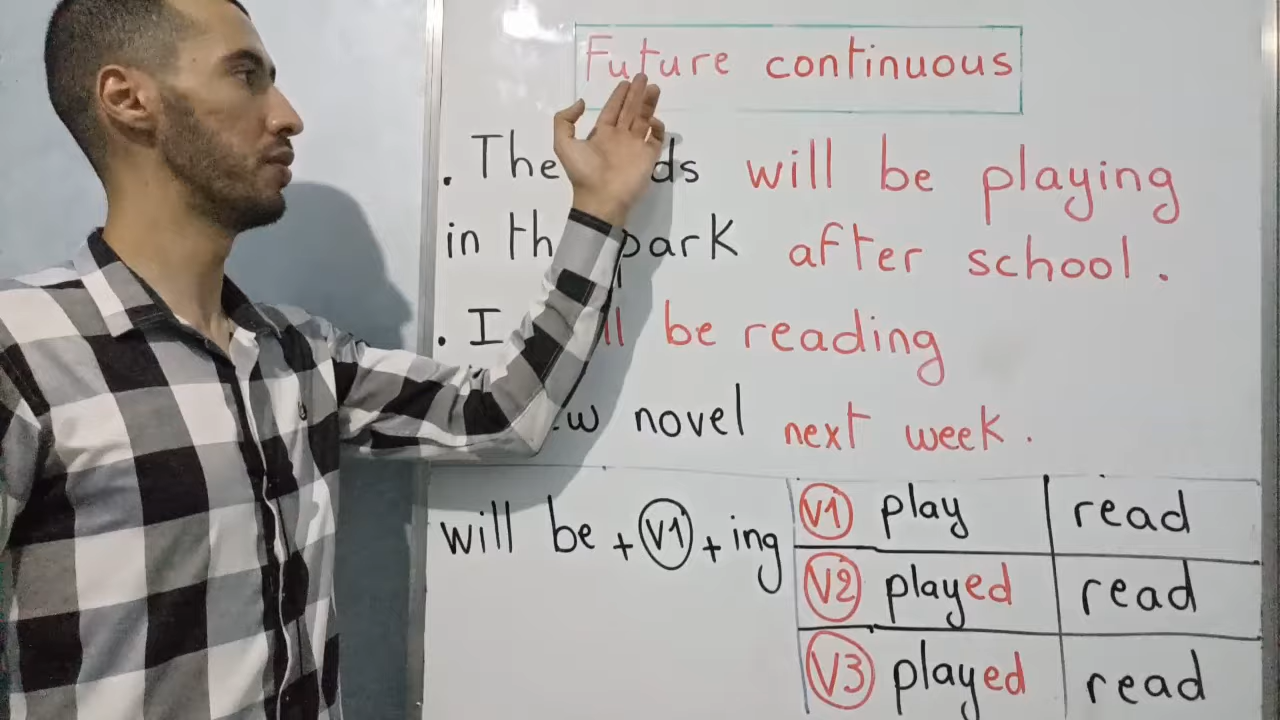 Future continuous
. The ds will be playing
in th park after school .
. I ll be reading
w novel next week .
will be + V1 + ing
V1 play read
V2 played read
V3 played read